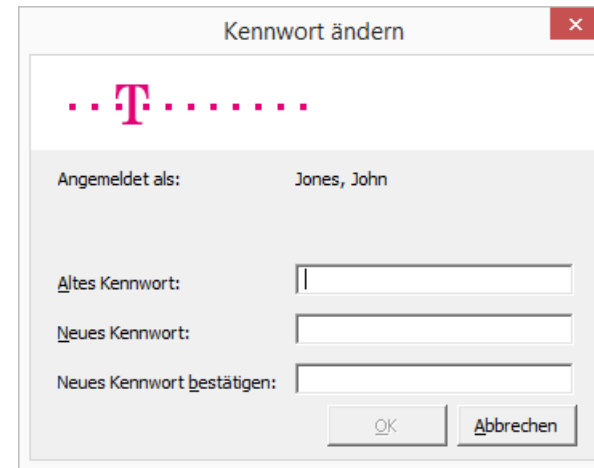 Kennwort ändern
T
Angemeldet als: Jones, John
Altes Kennwort:
Neues Kennwort:
Neues Kennwort bestätigen:
OK Abbrechen